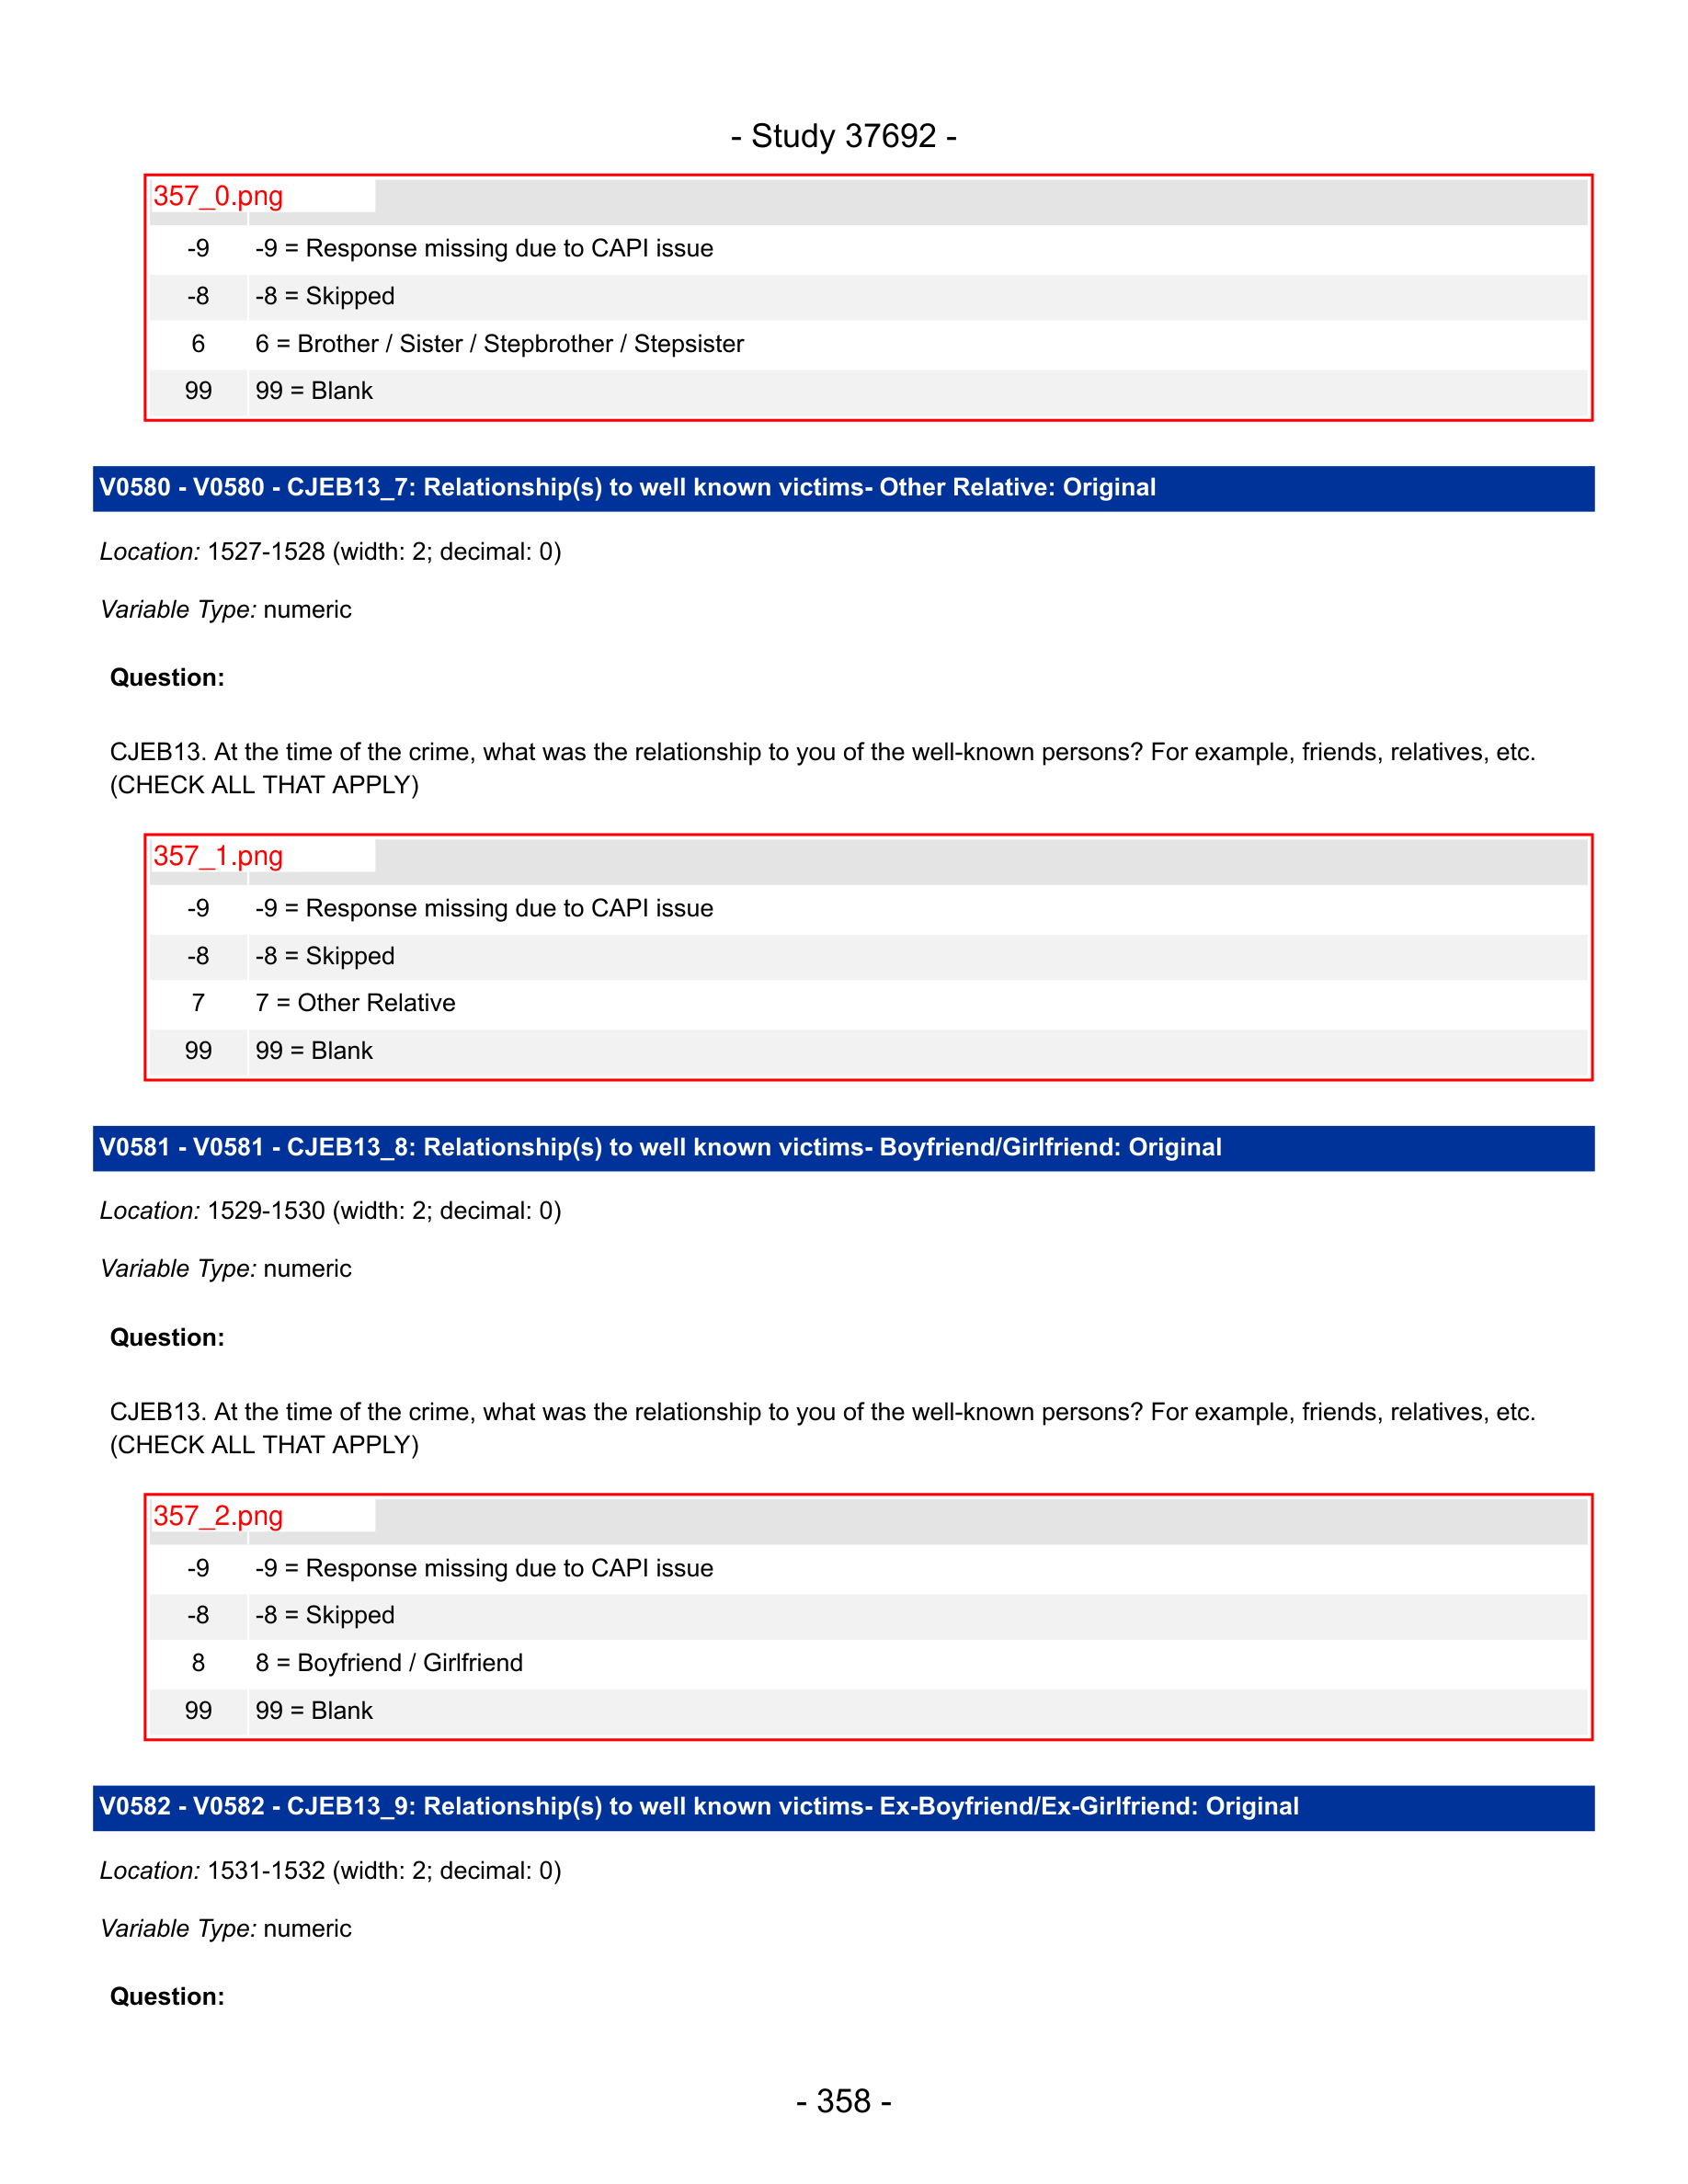 - Study 37692 -
357_0.png
-9 -9 = Response missing due to CAPI issue
-8 -8 = Skipped
6 6 = Brother / Sister / Stepbrother / Stepsister
99 99 = Blank
V0580 - V0580 - CJEB13_7: Relationship(s) to well known victims- Other Relative: Original
Location: 1527-1528 (width: 2; decimal: 0)
Variable Type: numeric
Question:
CJEB13. At the time of the crime, what was the relationship to you of the well-known persons? For example, friends, relatives, etc.
(CHECK ALL THAT APPLY)
357_1.png
-9 -9 = Response missing due to CAPI issue
-8 -8 = Skipped
7 7 = Other Relative
99 99 = Blank
V0581 - V0581 - CJEB13_8: Relationship(s) to well known victims- Boyfriend/Girlfriend: Original
Location: 1529-1530 (width: 2; decimal: 0)
Variable Type: numeric
Question:
CJEB13. At the time of the crime, what was the relationship to you of the well-known persons? For example, friends, relatives, etc.
(CHECK ALL THAT APPLY)
357_2.png
-9 -9 = Response missing due to CAPI issue
-8 -8 = Skipped
8 8 = Boyfriend / Girlfriend
99 99 = Blank
V0582 - V0582 - CJEB13_9: Relationship(s) to well known victims- Ex-Boyfriend/Ex-Girlfriend: Original
Location: 1531-1532 (width: 2; decimal: 0)
Variable Type: numeric
Question:
- 358 -